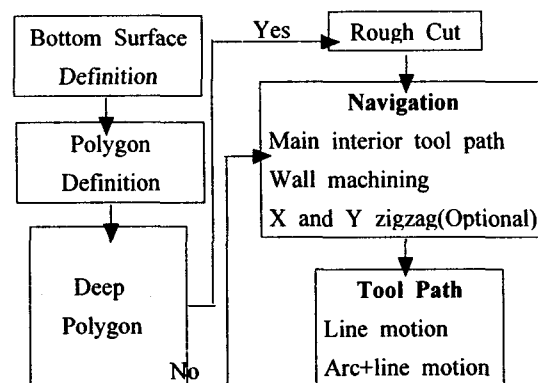 Bottom Surface
Definition
Polygon
Definition
Deep
Polygon
Yes
No
Rough Cut
Navigation
Main interior tool path
Wall machining
X and Y zigzag(Optional)
Tool Path
Line motion
Arc+line motion